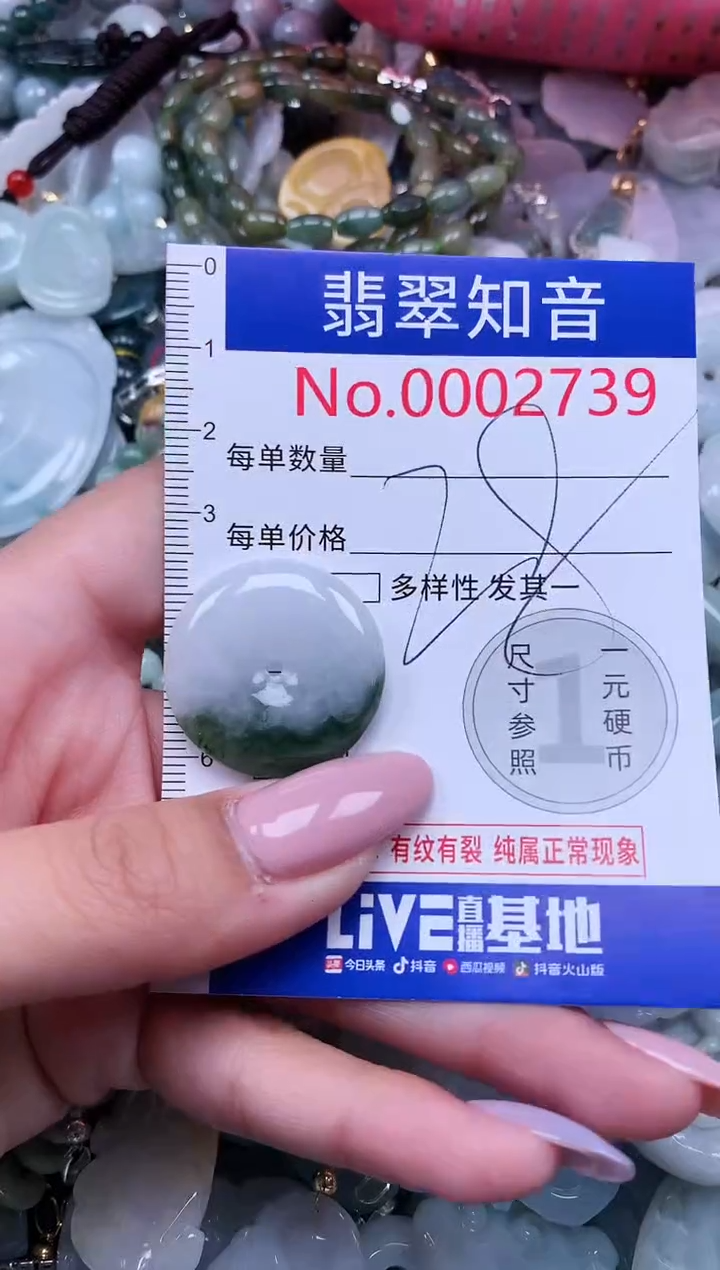 0
翡翠知音
1
No.0002739
2
每单数量
3
每单价格
28
多样性 发其一
尺寸参照
1
一元硬币
6
有纹有裂 纯属正常现象
LiVE直播基地
头条 今日头条 抖音 西瓜视频 抖音火山版